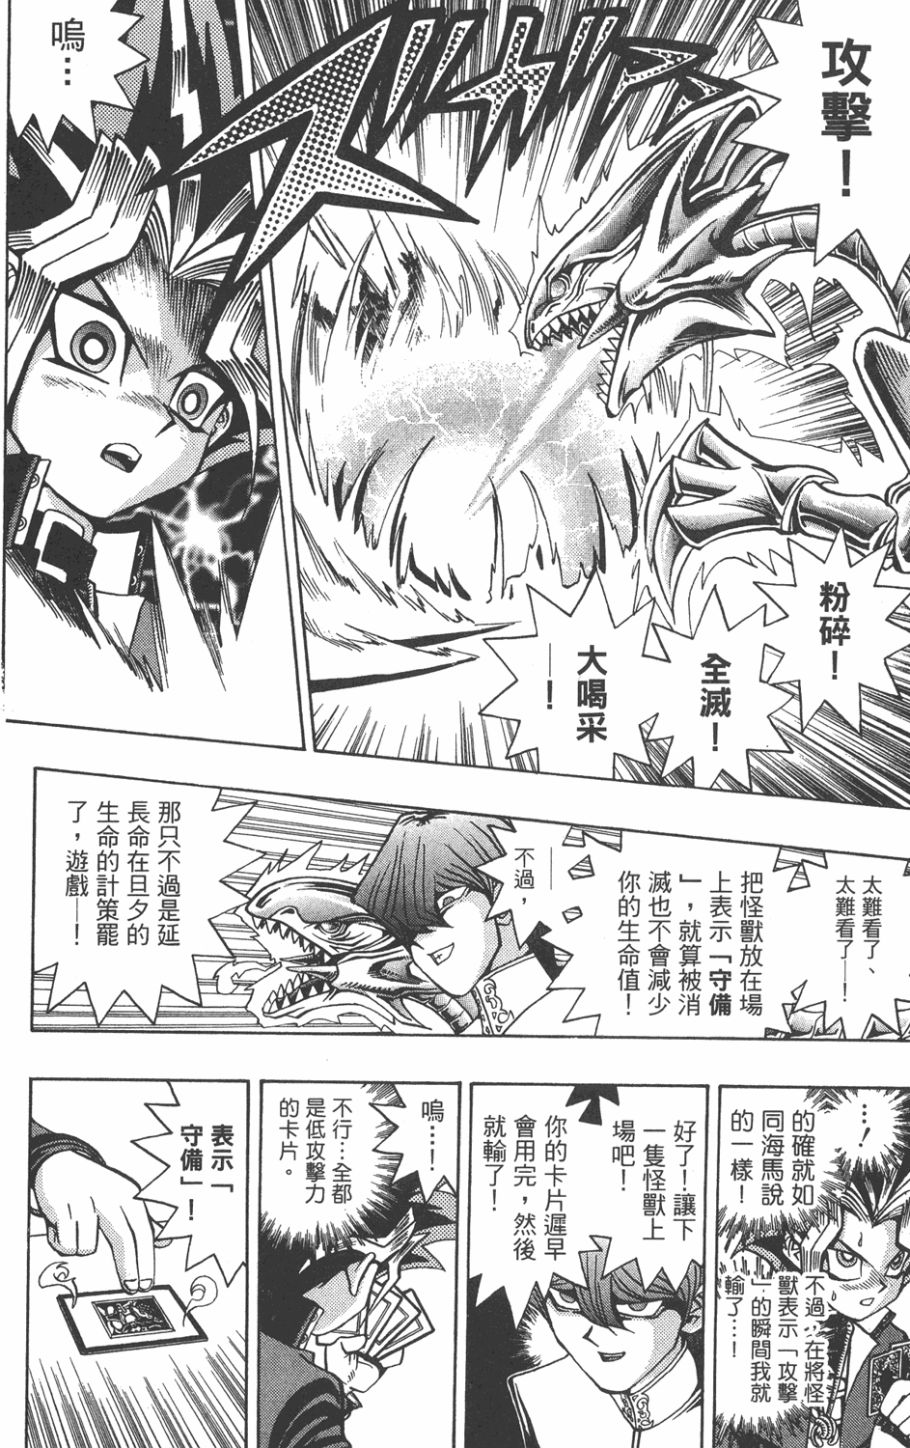 攻擊！
ズガガガァ
粉碎！
全滅！
大喝采
──！
嗚…
太難看了、
太難看了──！
把怪獸放在場
上表示「守備
」，就算被消
滅也不會減少
你的生命值！
不過，
那只不過是延
長命在旦夕的
生命的計策罷
了，遊戲──！
…！
的確就如
同海馬說
的一樣！
不過，在將怪
獸表示「攻擊
」的瞬間我就
輸了…！
好了！讓下
一隻怪獸上
場吧！
你的卡片遲早
會用完，然後
就輸了！
嗚…！
不行…全都
是低攻擊力
的卡片。
表示「
守備」！